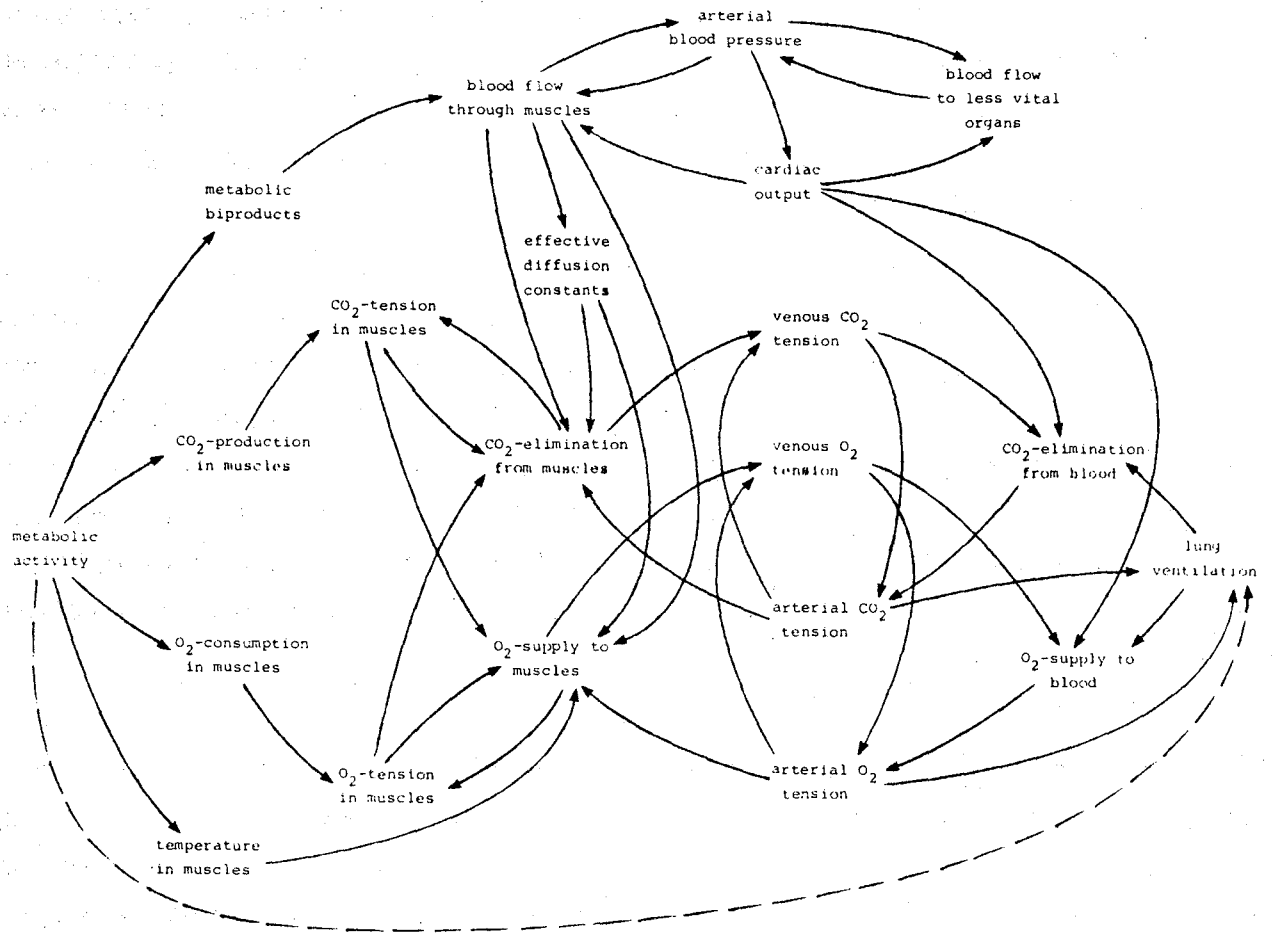 arterial
blood pressure
blood flow
to less vital
organs
blood flow
through muscles
cardiac
output
metabolic
biproducts
effective
diffusion
constants
CO2-tension
in muscles
venous CO2
tension
CO2-production
in muscles
CO2-elimination
from muscles
venous O2
tension
CO2-elimination
from blood
metabolic
activity
lung
ventilation
arterial CO2
tension
O2-consumption
in muscles
O2-supply to
muscles
O2-supply to
blood
O2-tension
in muscles
arterial O2
tension
temperature
in muscles